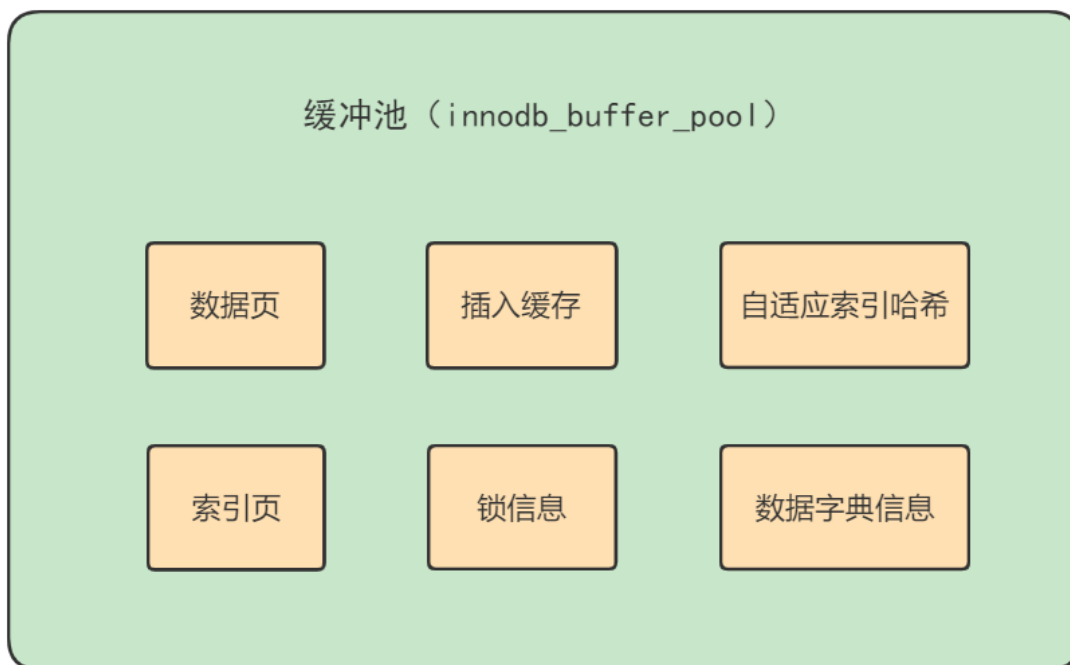 缓冲池（innodb_buffer_pool）
数据页
插入缓存
自适应索引哈希
索引页
锁信息
数据字典信息